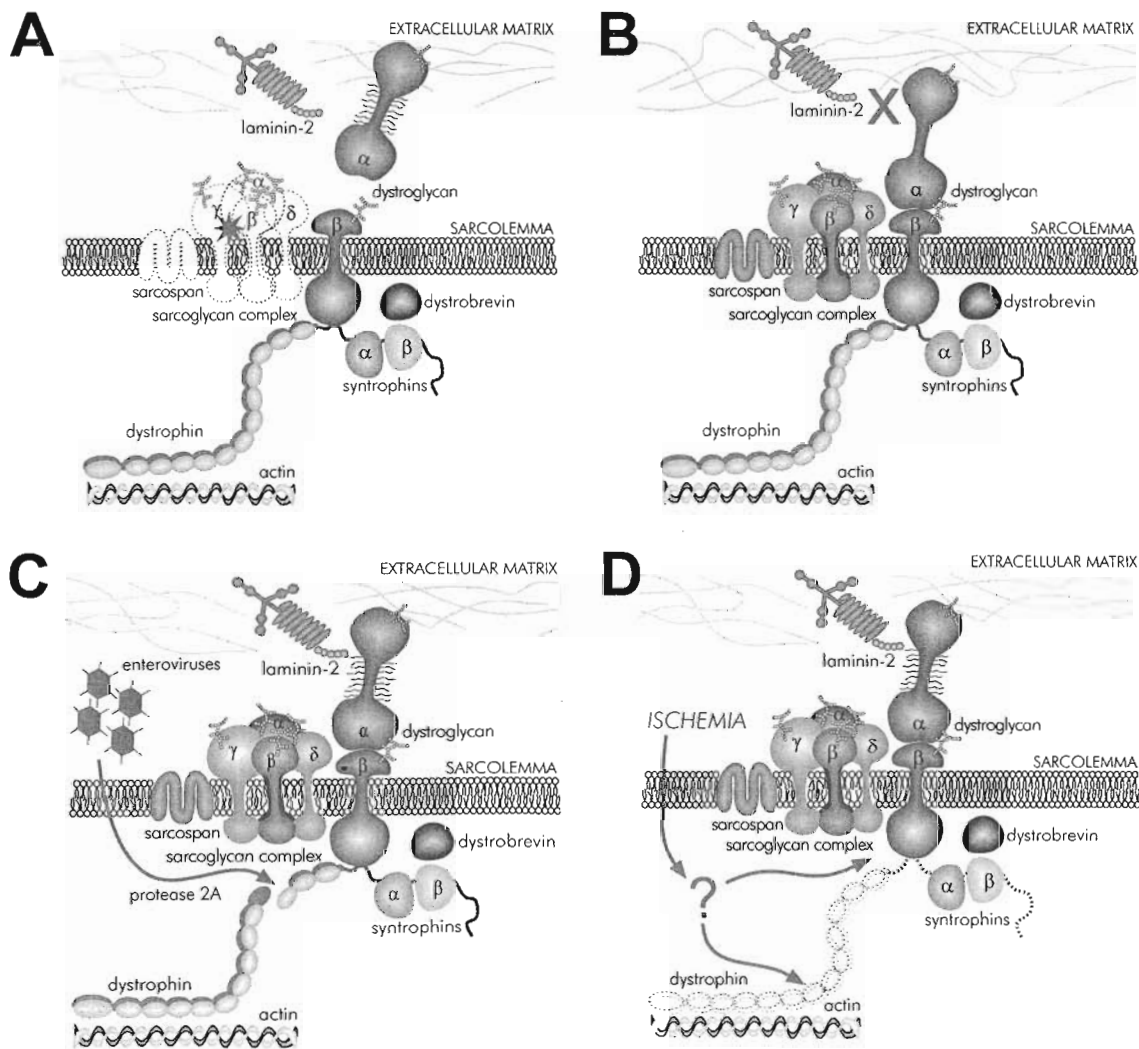 A
EXTRACELLULAR MATRIX
laminin-2
α
dystroglycan
α
γ
β
δ
β
SARCOLEMMA
sarcospan
sarcoglycan complex
dystrobrevin
α
β
syntrophins
dystrophin
actin
B
EXTRACELLULAR MATRIX
laminin-2
X
α
dystroglycan
α
γ
β
δ
β
SARCOLEMMA
sarcospan
sarcoglycan complex
dystrobrevin
α
β
syntrophins
dystrophin
actin
C
EXTRACELLULAR MATRIX
laminin-2
enteroviruses
α
dystroglycan
α
γ
β
δ
β
SARCOLEMMA
sarcospan
sarcoglycan complex
dystrobrevin
protease 2A
α
β
syntrophins
dystrophin
actin
D
EXTRACELLULAR MATRIX
laminin-2
ISCHEMIA
α
dystroglycan
α
γ
β
δ
β
SARCOLEMMA
sarcospan
sarcoglycan complex
dystrobrevin
?
α
β
syntrophins
dystrophin
actin